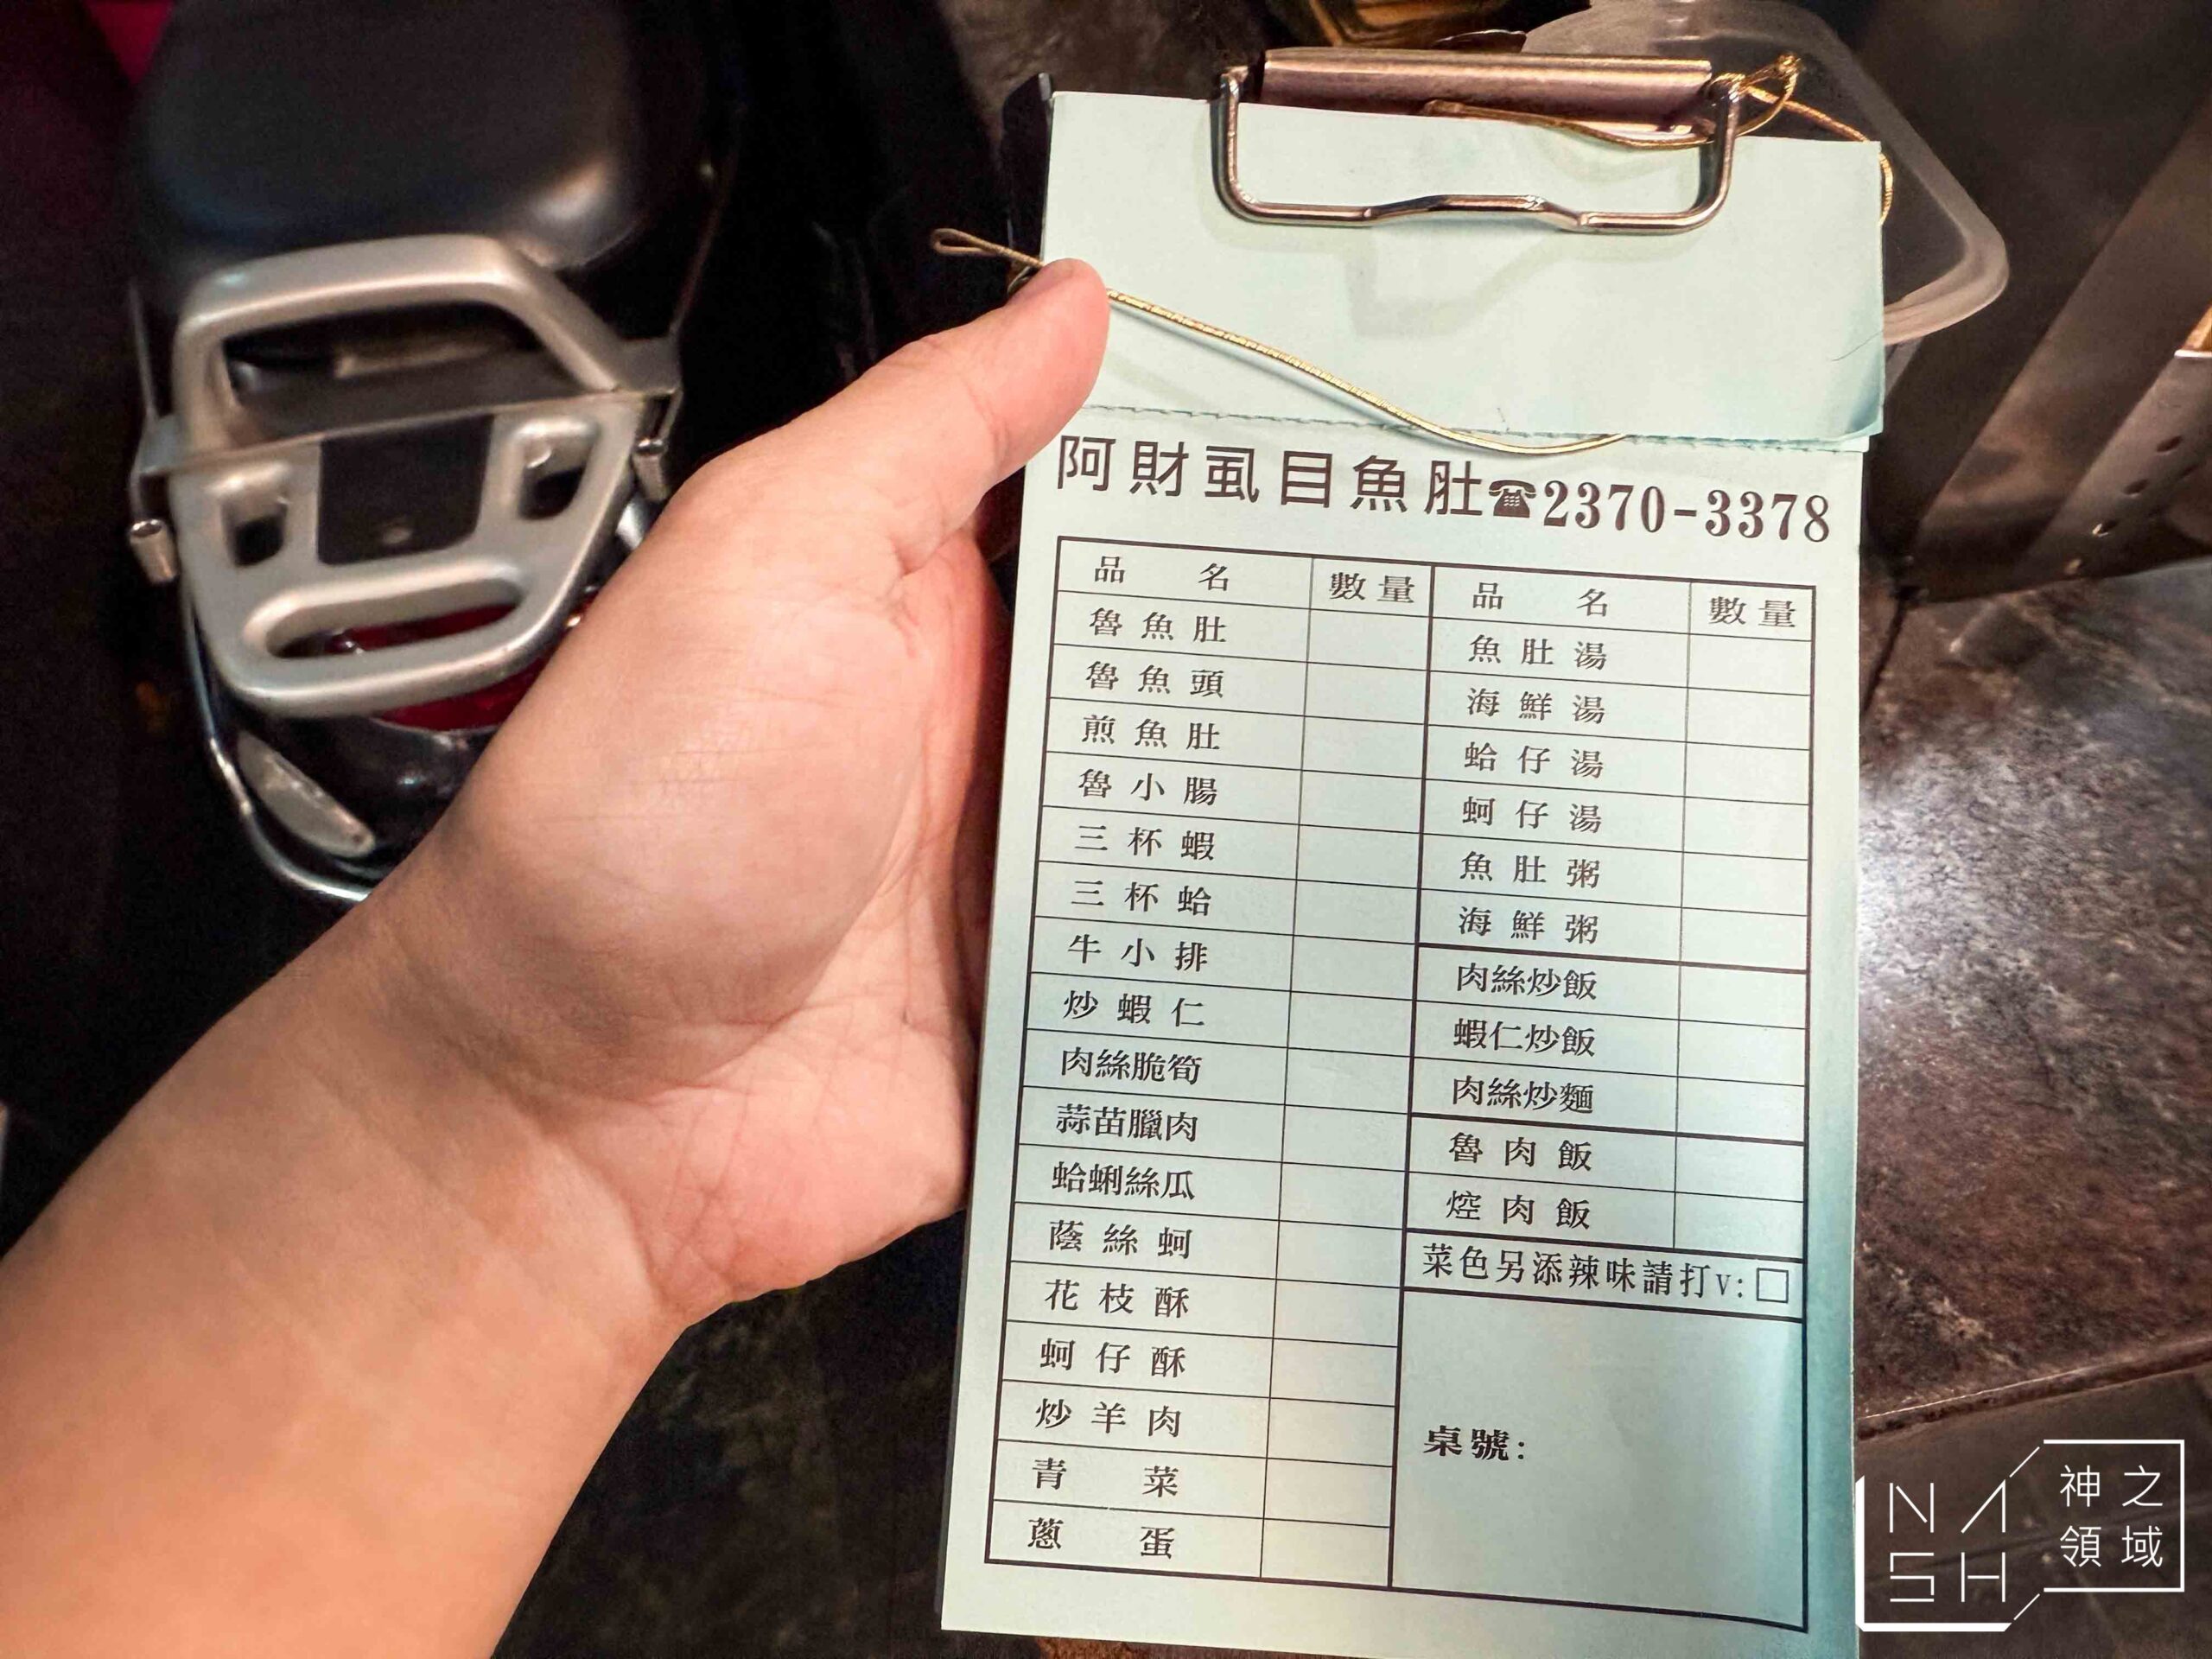 阿財虱目魚肚☎2370-3378
品名 數量
魯魚肚
魯魚頭
煎魚肚
魯小腸
三杯蝦
三杯蛤
牛小排
炒蝦仁
肉絲脆筍
蒜苗臘肉
蛤蜊絲瓜
蔭絲蚵
花枝酥
蚵仔酥
炒羊肉
青菜
蔥蛋
品名 數量
魚肚湯
海鮮湯
蛤仔湯
蚵仔湯
魚肚粥
海鮮粥
肉絲炒飯
蝦仁炒飯
肉絲炒麵
魯肉飯
焢肉飯
菜色另添辣味請打v:□
桌號:
NASH
神之
領域